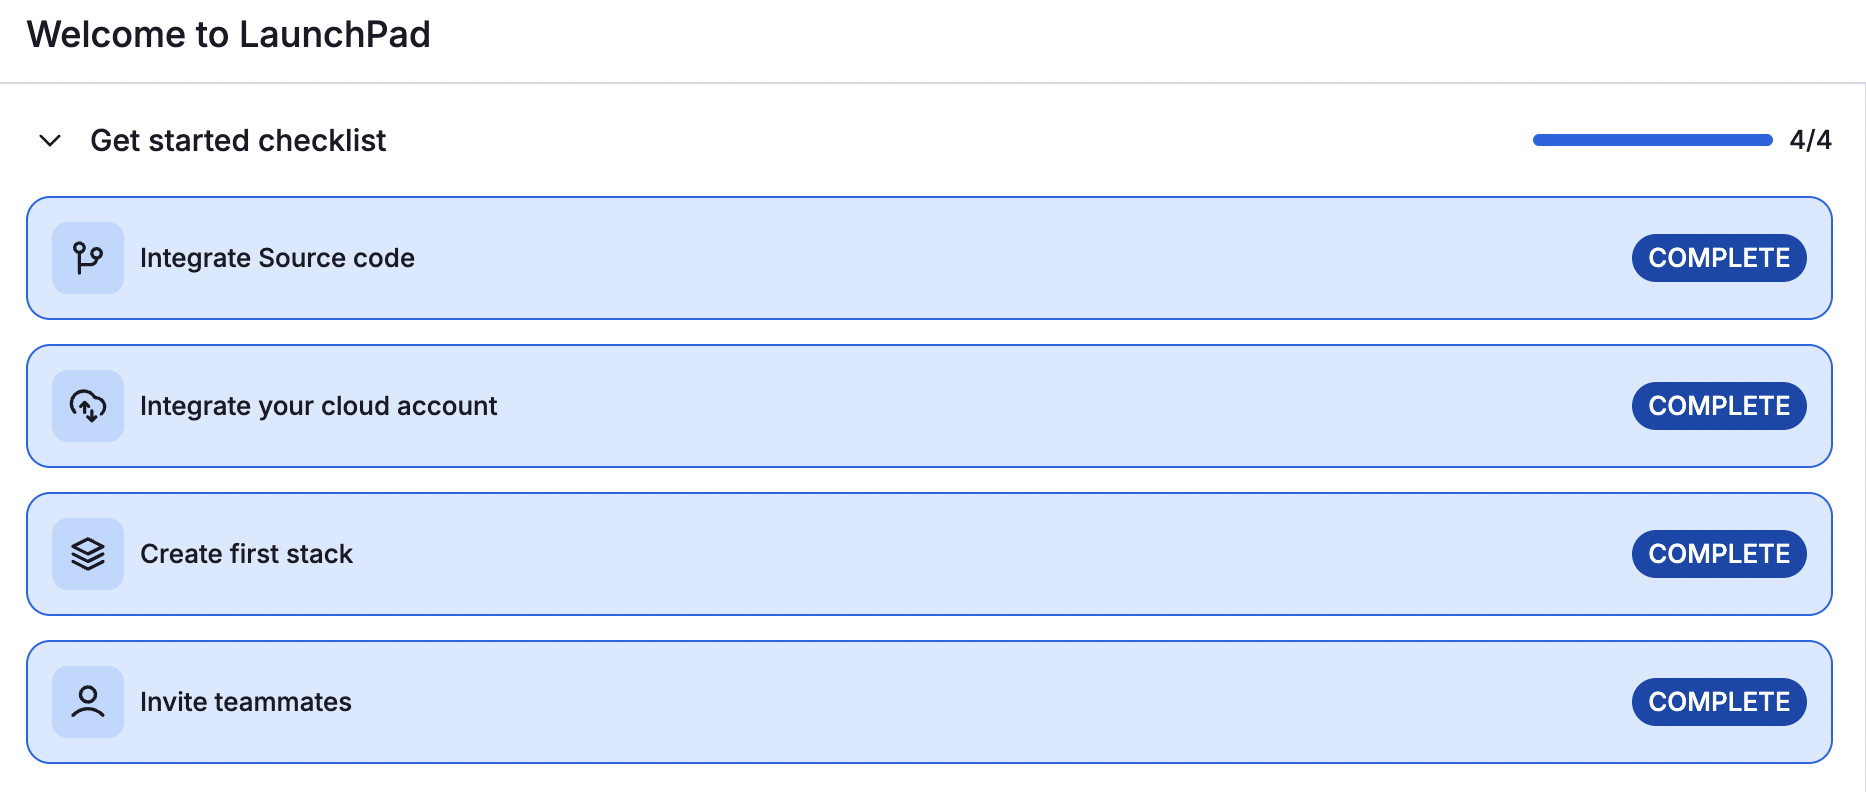 Welcome to LaunchPad
Get started checklist
4/4
Integrate Source code
COMPLETE
Integrate your cloud account
COMPLETE
Create first stack
COMPLETE
Invite teammates
COMPLETE